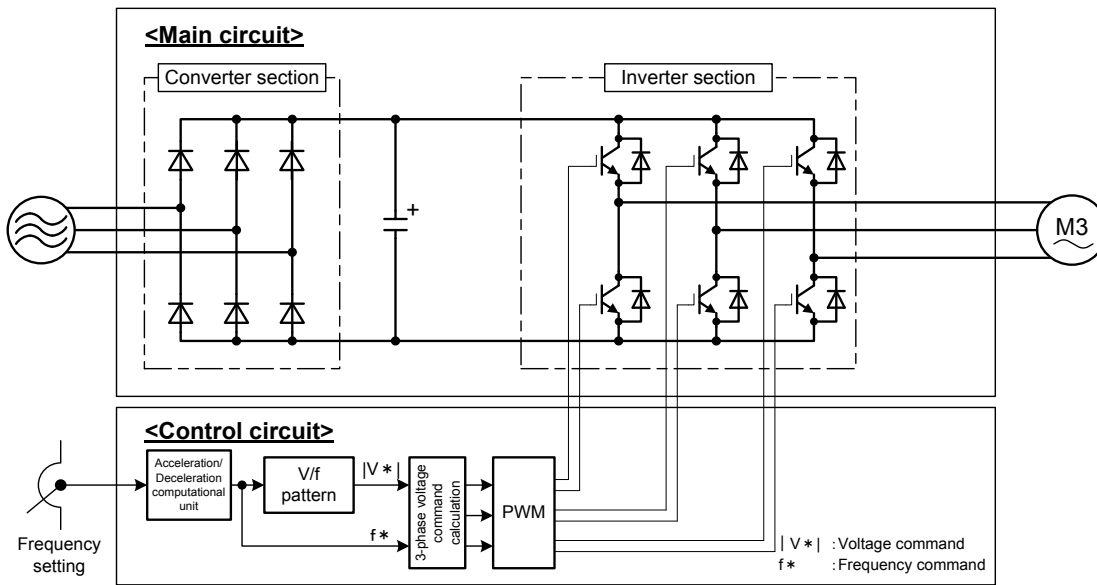 <Main circuit>
Converter section
Inverter section
+
M3
<Control circuit>
Acceleration/
Deceleration
computational
unit
V/f
pattern
|V*|
f*
3-phase voltage
command
calculation
PWM
Frequency
setting
|V*| : Voltage command
f* : Frequency command